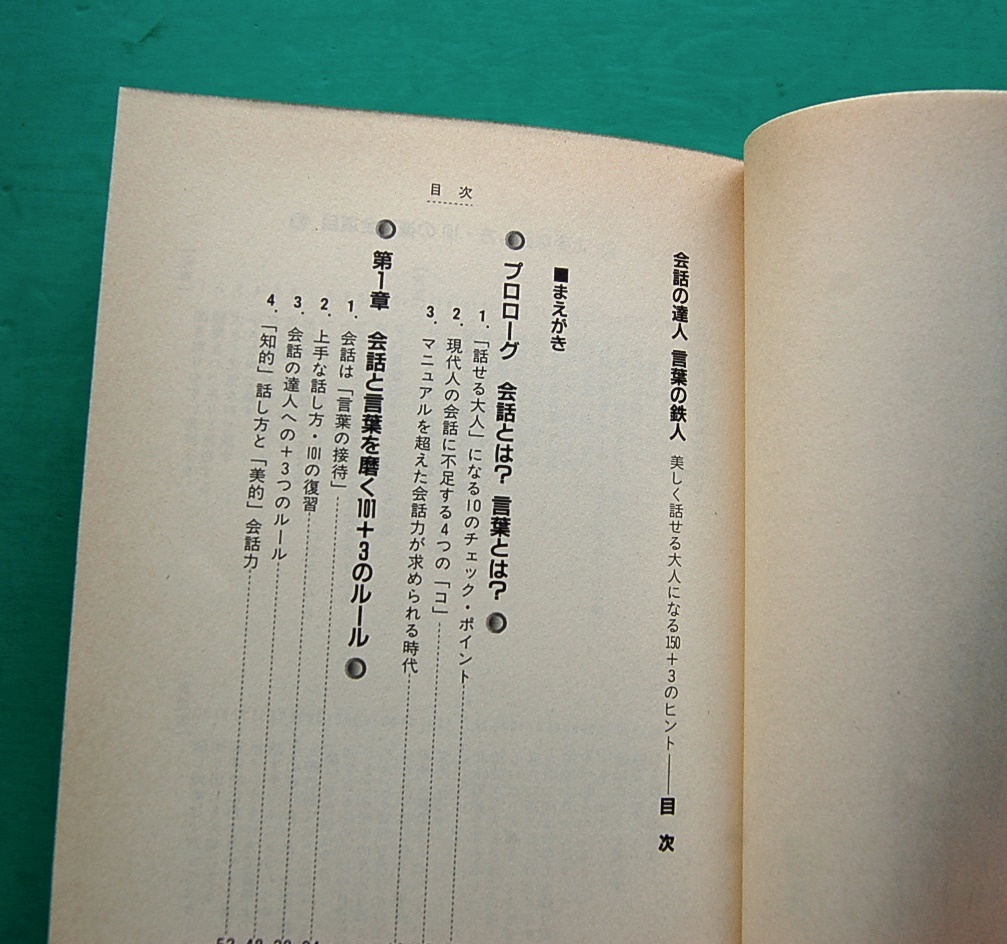 目次
会話の達人 言葉の鉄人 美しく話せる大人になる150+3のヒント――目次
■まえがき
プロローグ 会話とは? 言葉とは?
1.「話せる大人」になる10のチェック・ポイント
2.現代人の会話に不足する4つの「コ」
3.マニュアルを超えた会話力が求められる時代
第1章 会話と言葉を磨く101+3のルール
1.会話は「言葉の接待」
2.上手な話し方・101の復習
3.会話の達人への+3つのルール
4.「知的」話し方と「美的」会話力